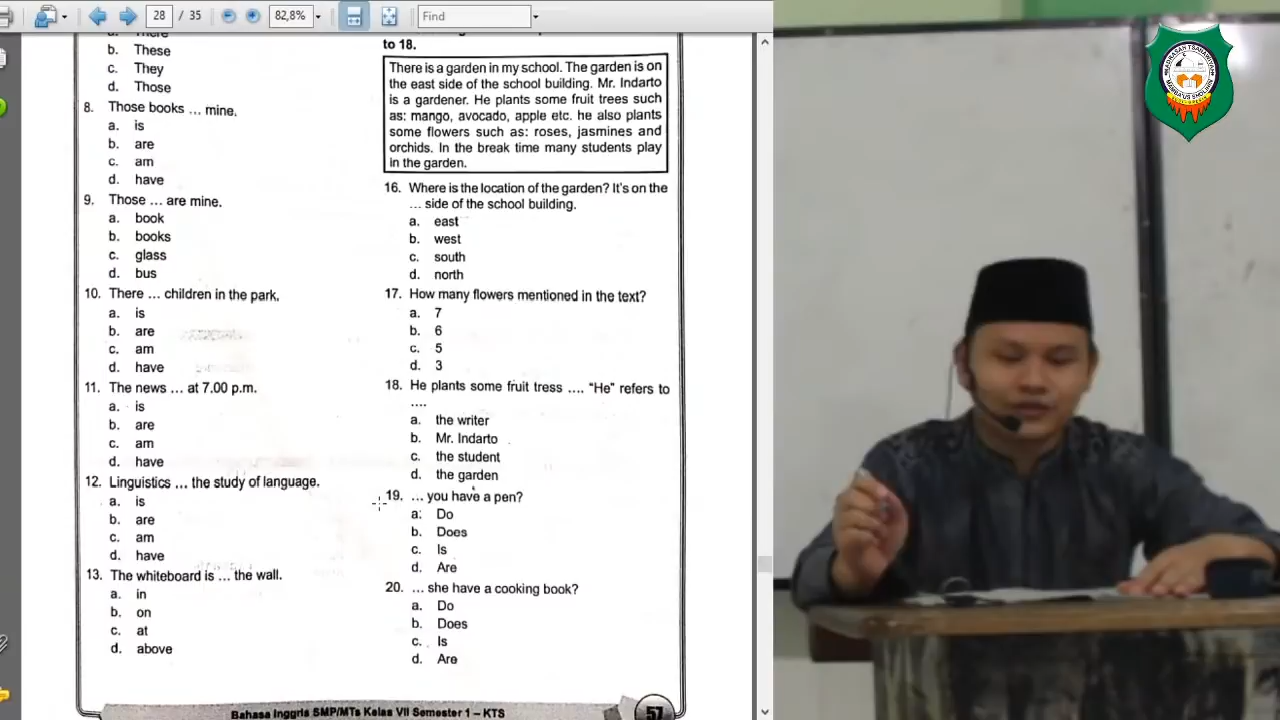 28 / 35
82,8%
Find
a. There
b. These
c. They
d. Those
8. Those books ... mine.
a. is
b. are
c. am
d. have
9. Those ... are mine.
a. book
b. books
c. glass
d. bus
10. There ... children in the park.
a. is
b. are
c. am
d. have
11. The news ... at 7.00 p.m.
a. is
b. are
c. am
d. have
12. Linguistics ... the study of language.
a. is
b. are
c. am
d. have
13. The whiteboard is ... the wall.
a. in
b. on
c. at
d. above
to 18.
There is a garden in my school. The garden is on
the east side of the school building. Mr. Indarto
is a gardener. He plants some fruit trees such
as: mango, avocado, apple etc. he also plants
some flowers such as: roses, jasmines and
orchids. In the break time many students play
in the garden.
16. Where is the location of the garden? It's on the
... side of the school building.
a. east
b. west
c. south
d. north
17. How many flowers mentioned in the text?
a. 7
b. 6
c. 5
d. 3
18. He plants some fruit tress .... "He" refers to
....
a. the writer
b. Mr. Indarto
c. the student
d. the garden
19. ... you have a pen?
a. Do
b. Does
c. Is
d. Are
20. ... she have a cooking book?
a. Do
b. Does
c. Is
d. Are
Bahasa Inggris SMP/MTs Kelas VII Semester 1 – KTS
57